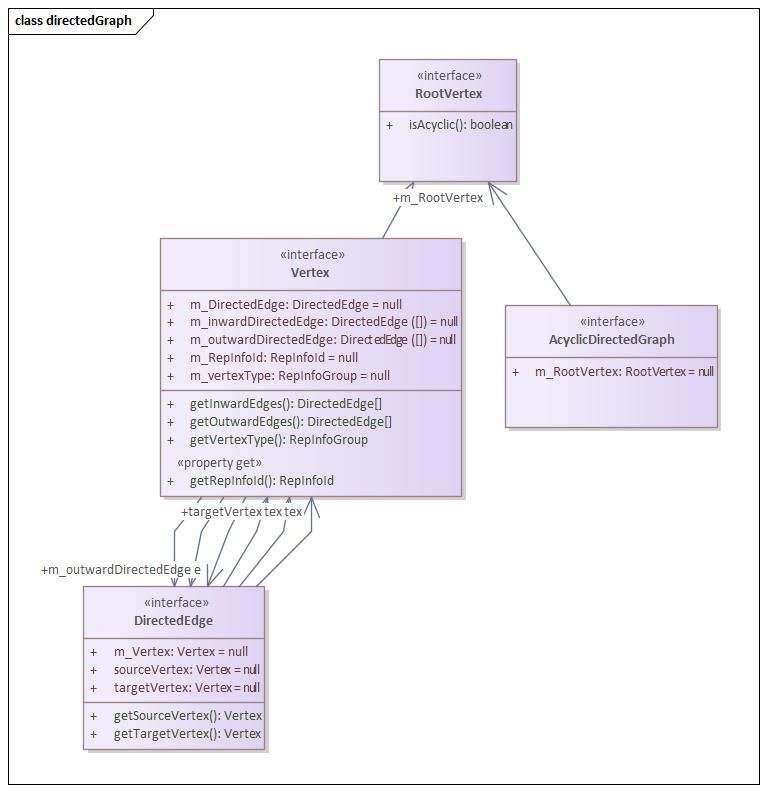 class directedGraph
«interface»
RootVertex
+ isAcyclic(): boolean
+m_RootVertex
«interface»
Vertex
+ m_DirectedEdge: DirectedEdge = null
+ m_inwardDirectedEdge: DirectedEdge ([]) = null
+ m_outwardDirectedEdge: DirectedEdge ([]) = null
+ m_RepInfoId: RepInfoId = null
+ m_vertexType: RepInfoGroup = null
+ getInwardEdges(): DirectedEdge[]
+ getOutwardEdges(): DirectedEdge[]
+ getVertexType(): RepInfoGroup
«property get»
+ getRepInfoId(): RepInfoId
«interface»
AcyclicDirectedGraph
+ m_RootVertex: RootVertex = null
+targetVertex tex tex
+m_outwardDirectedEdge e
«interface»
DirectedEdge
+ m_Vertex: Vertex = null
+ sourceVertex: Vertex = null
+ targetVertex: Vertex = null
+ getSourceVertex(): Vertex
+ getTargetVertex(): Vertex